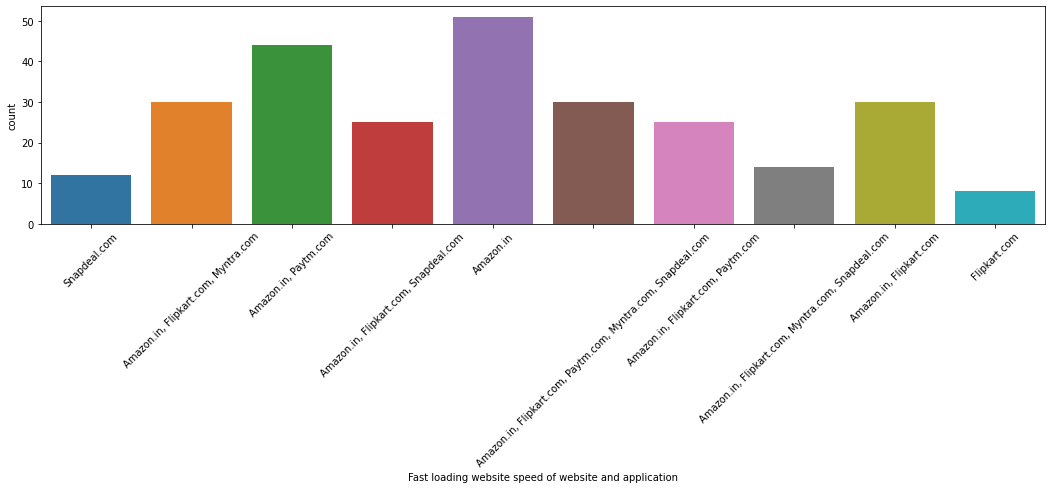 50
40
30
20
10
0
count
Snapdeal.com
Amazon.in, Flipkart.com, Myntra.com
Amazon.in, Paytm.com
Amazon.in, Flipkart.com, Snapdeal.com
Amazon.in
Amazon.in, Flipkart.com, Paytm.com, Myntra.com, Snapdeal.com
Amazon.in, Flipkart.com, Paytm.com
Amazon.in, Flipkart.com, Myntra.com, Snapdeal.com
Amazon.in, Flipkart.com
Flipkart.com
Fast loading website speed of website and application